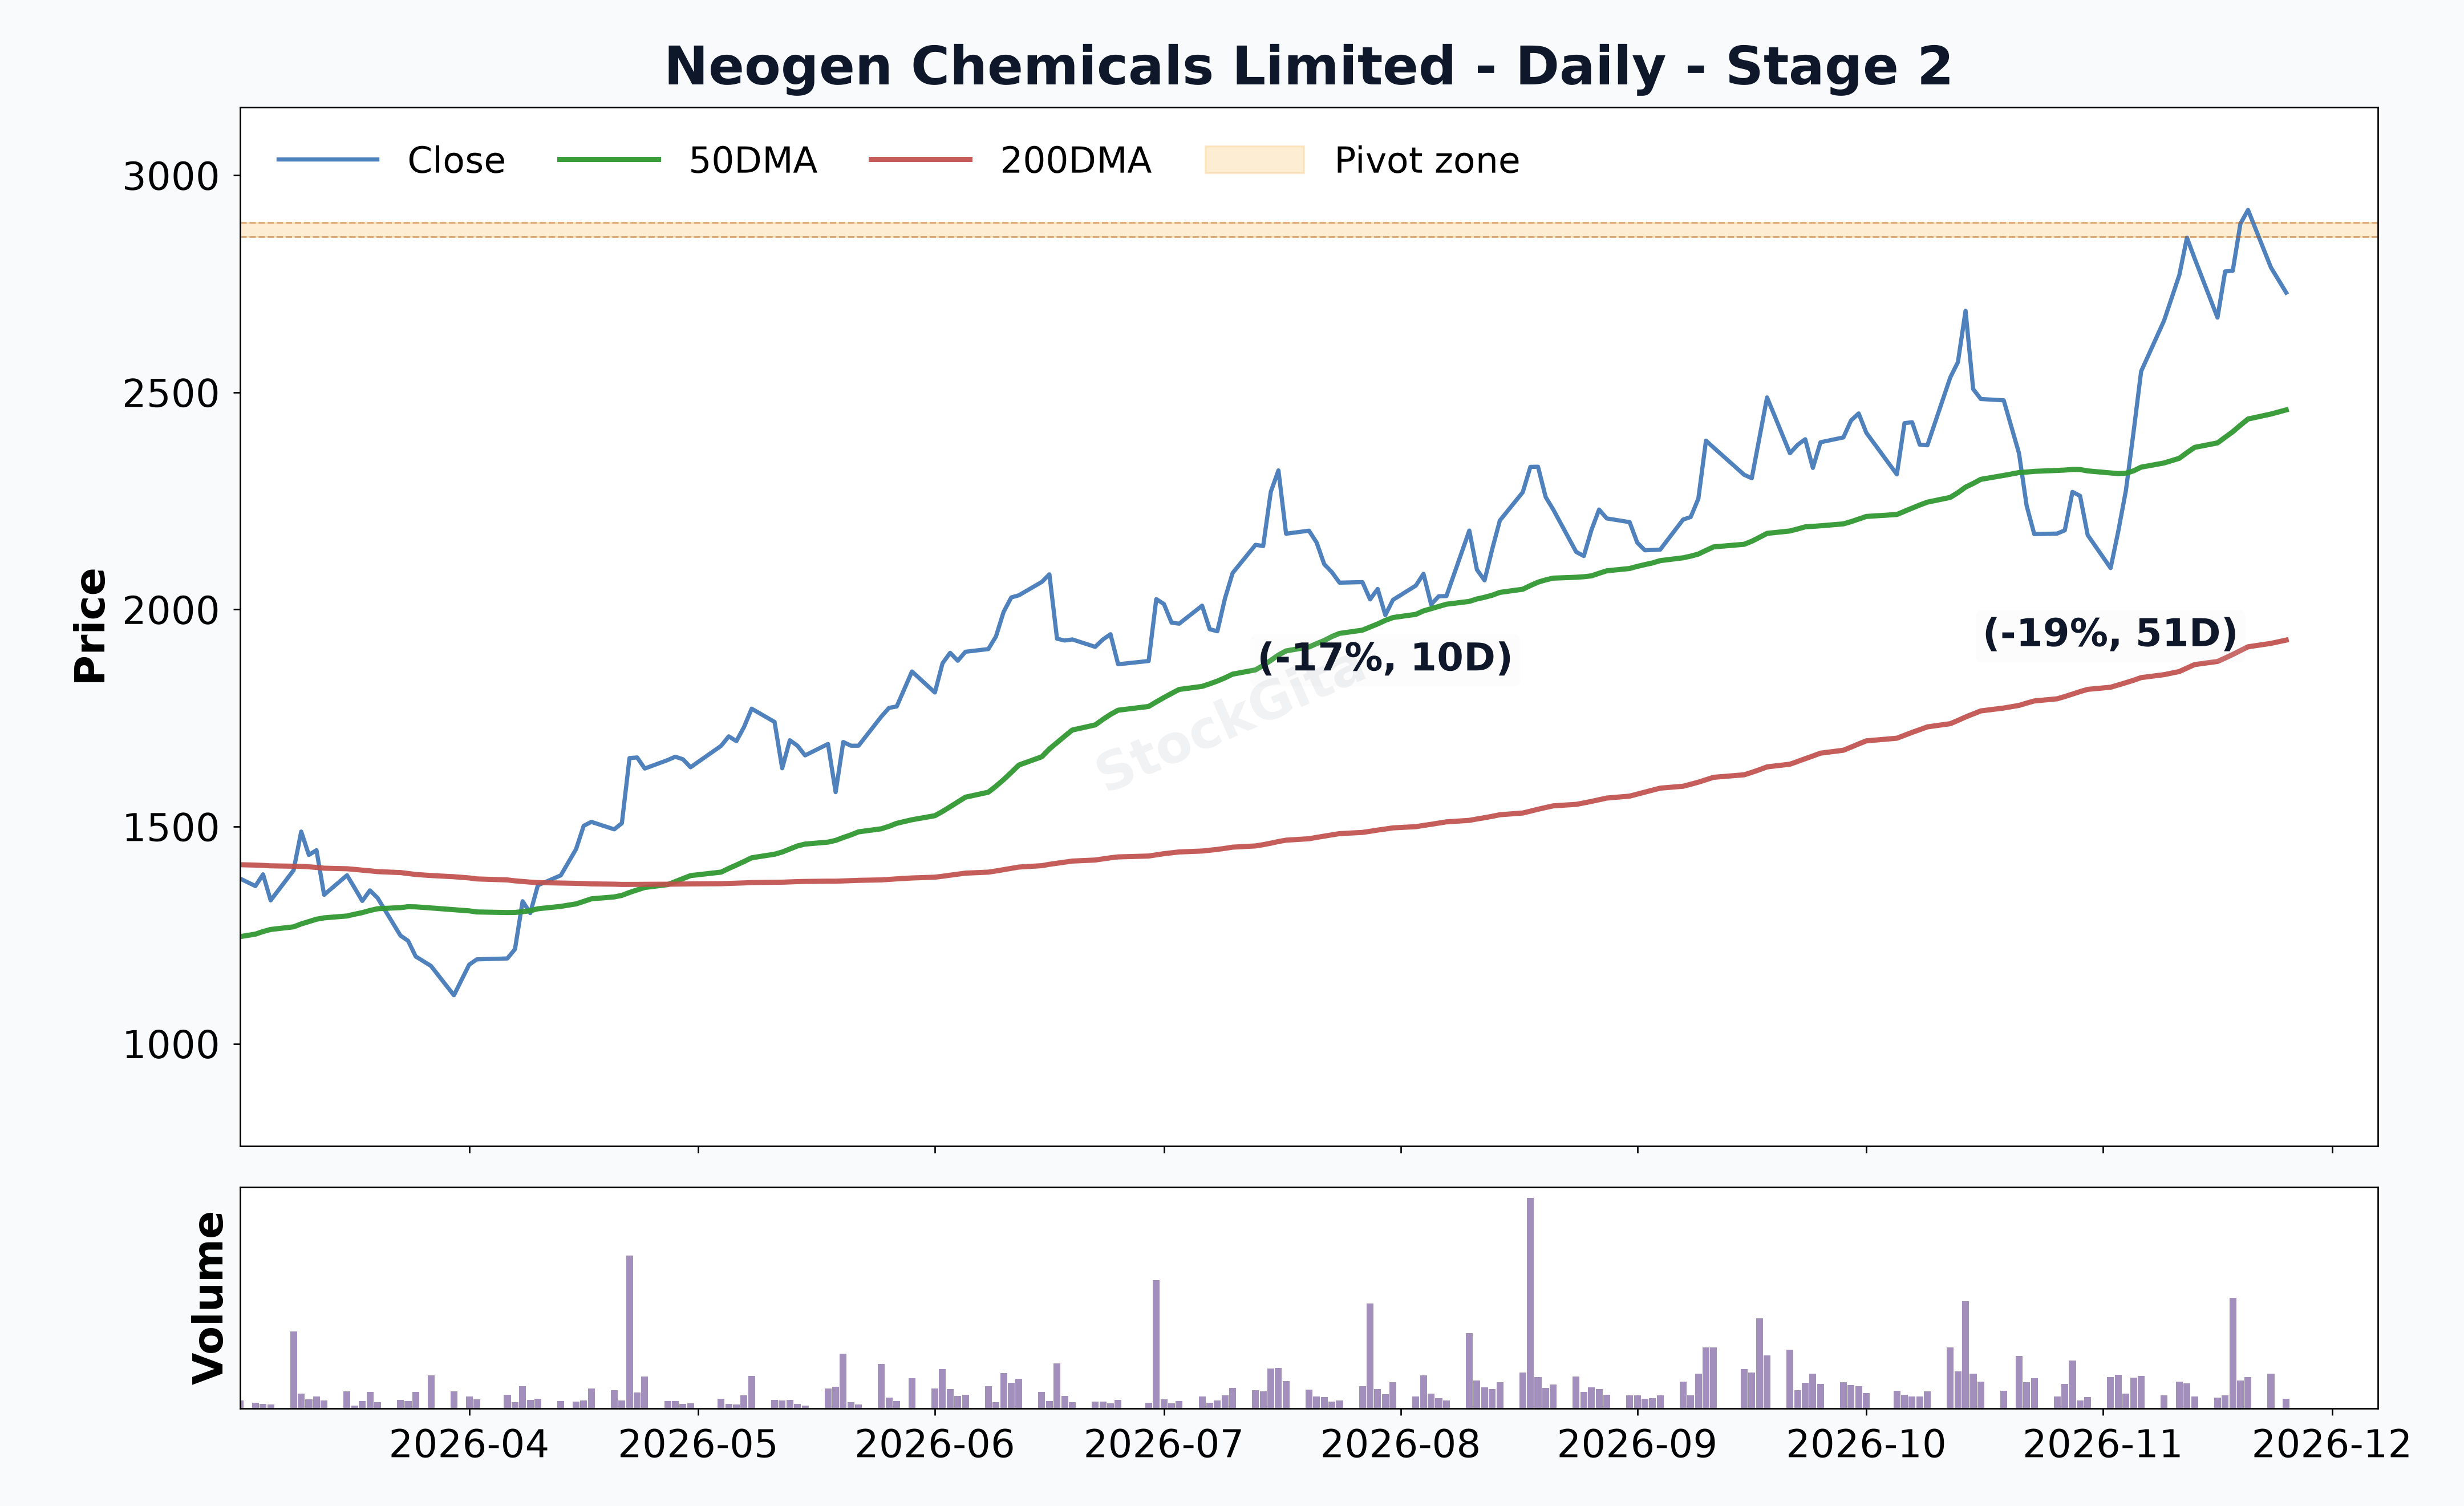 Neogen Chemicals Limited - Daily - Stage 2
Close
50DMA
200DMA
Pivot zone
3000
2500
2000
1500
1000
Price
(-17%, 10D)
(-19%, 51D)
StockGita
Volume
2026-04
2026-05
2026-06
2026-07
2026-08
2026-09
2026-10
2026-11
2026-12